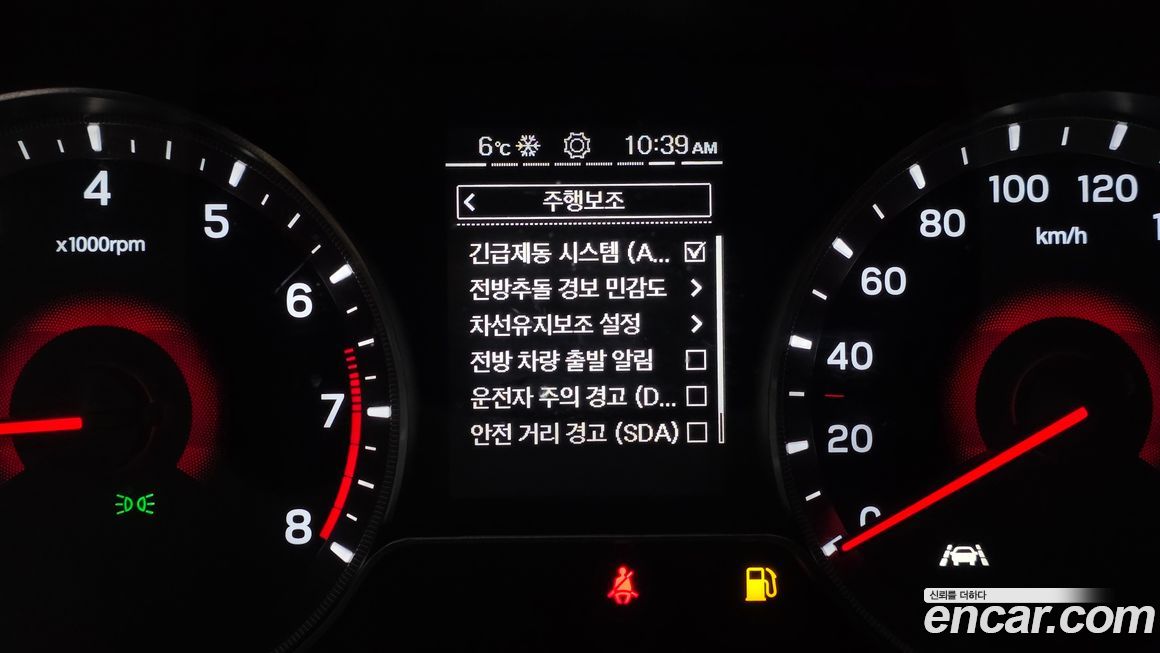 6℃ 10:39 AM
< 주행보조
긴급제동 시스템 (A...
전방추돌 경보 민감도 >
차선유지보조 설정 >
전방 차량 출발 알림
운전자 주의 경고 (D...
안전 거리 경고 (SDA)
4
5
6
7
8
x1000rpm
0
20
40
60
80
100
120
km/h
신뢰를 더하다
encar.com